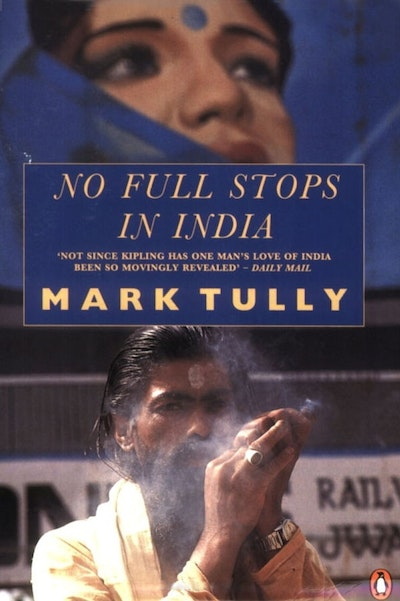 NO FULL STOPS
IN INDIA
‘NOT SINCE KIPLING HAS ONE MAN’S LOVE OF INDIA
BEEN SO MOVINGLY REVEALED’ – DAILY MAIL
MARK TULLY
RAIL